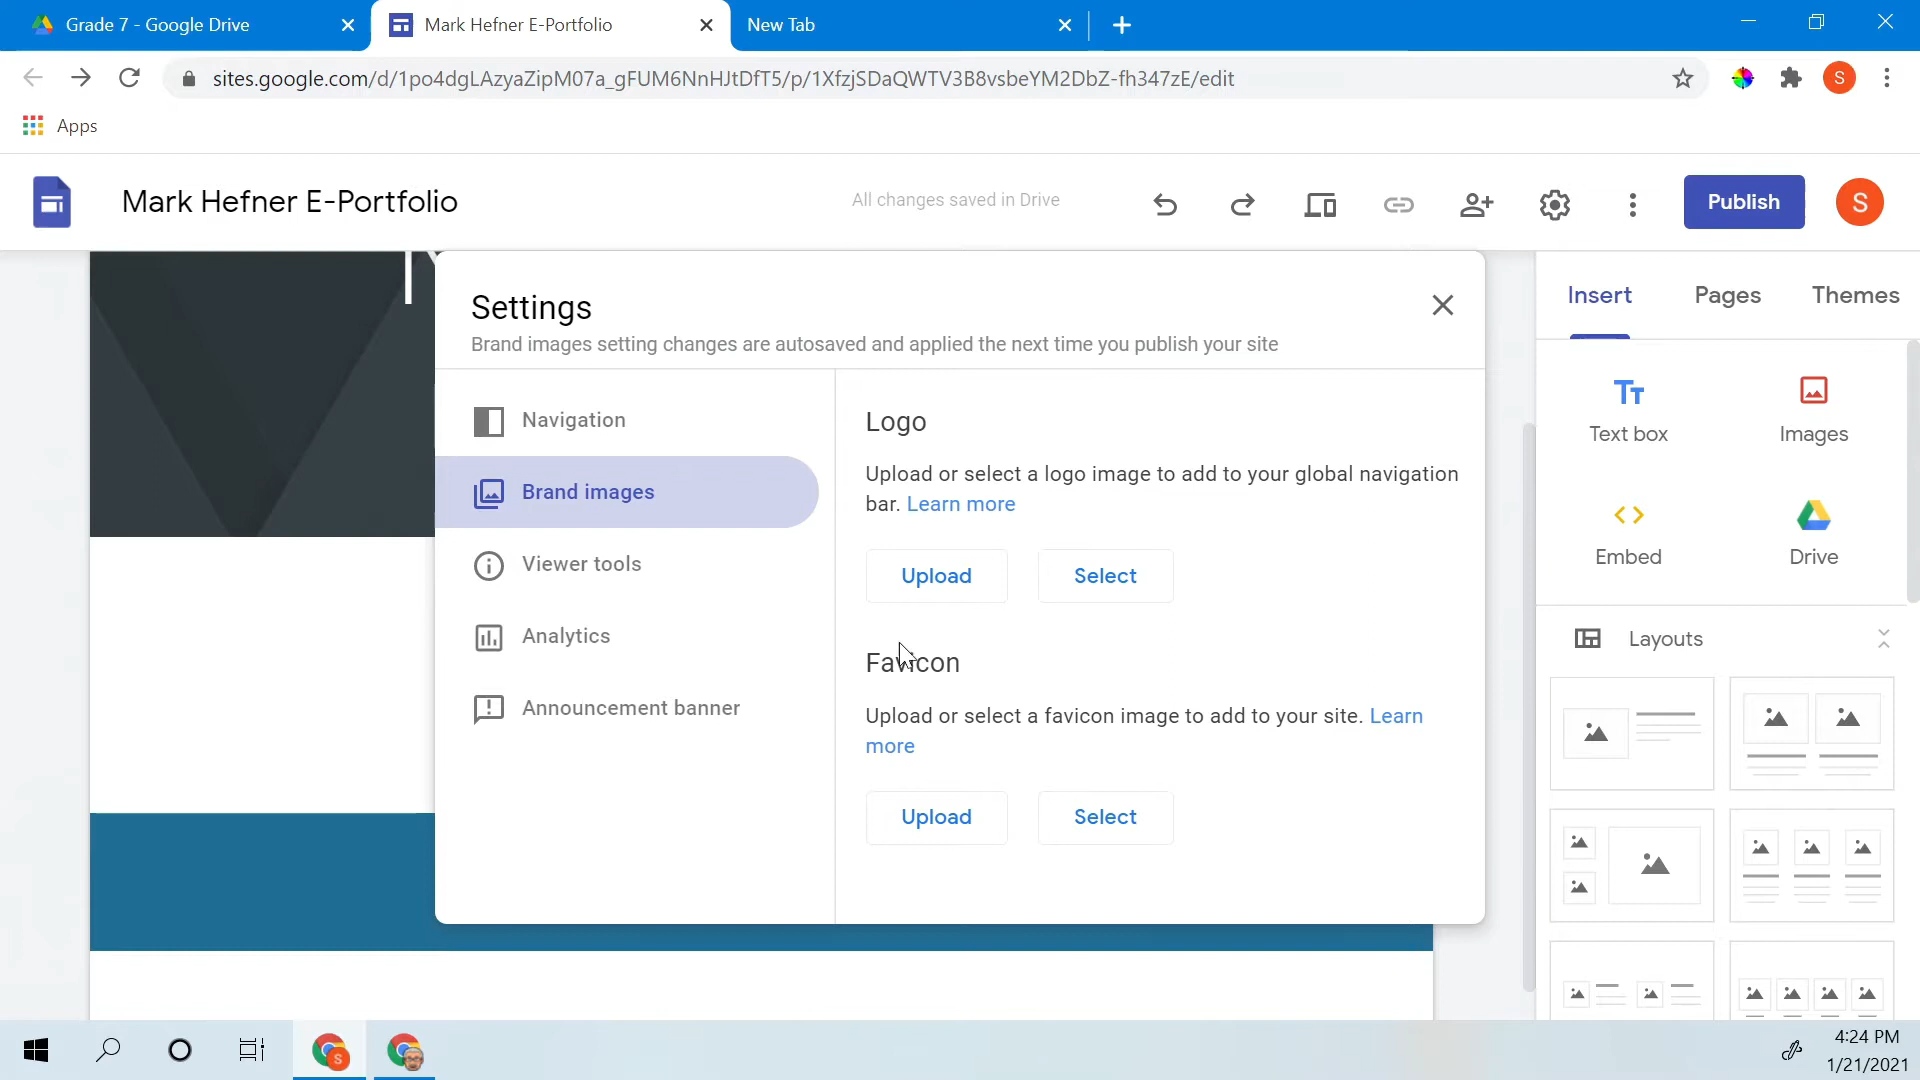 Grade 7 - Google Drive
Mark Hefner E-Portfolio
New Tab
sites.google.com/d/1po4dgLAzyaZipM07a_gFUM6NnHJtDfT5/p/1XfzjSDaQWTV3B8vsbeYM2DbZ-fh347zE/edit
S
Apps
Mark Hefner E-Portfolio
All changes saved in Drive
Publish
S
Settings
Brand images setting changes are autosaved and applied the next time you publish your site
Navigation
Brand images
Viewer tools
Analytics
Announcement banner
Logo
Upload or select a logo image to add to your global navigation
bar. Learn more
Upload
Select
Favicon
Upload or select a favicon image to add to your site. Learn
more
Upload
Select
Insert
Pages
Themes
Tт
Text box
Images
Embed
Drive
Layouts
S
4:24 PM
1/21/2021